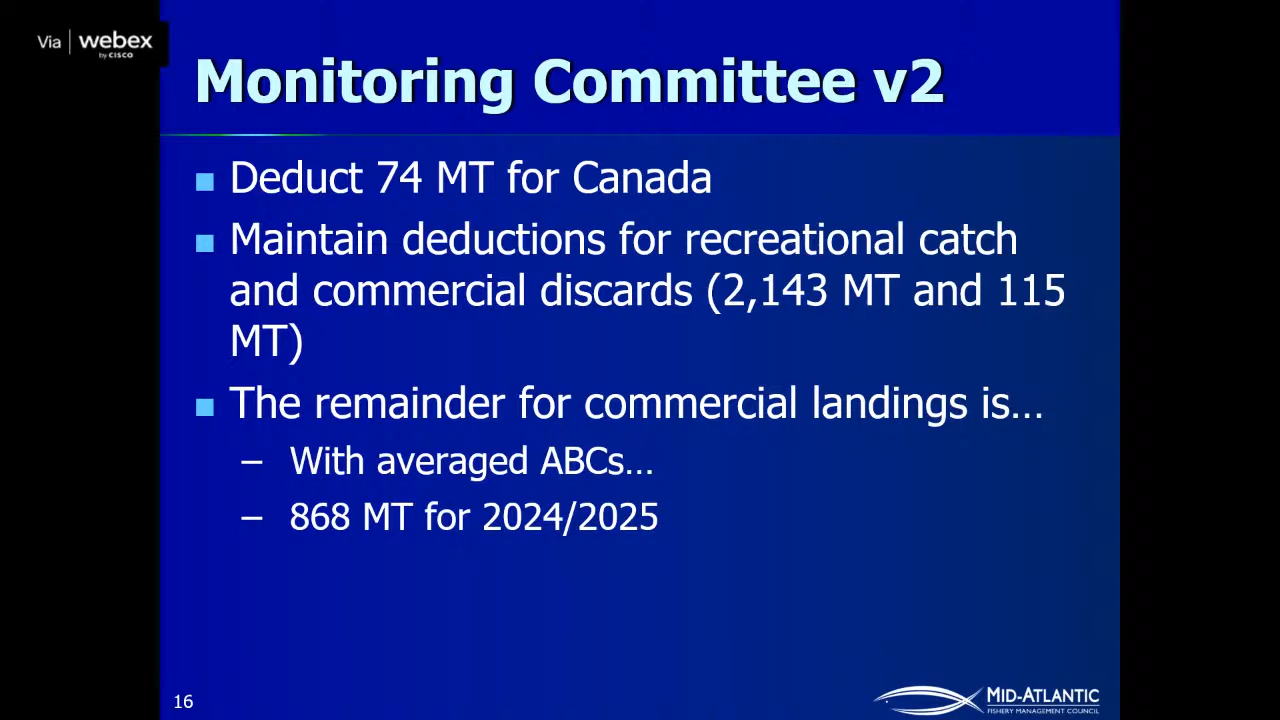 Via webex
by CISCO
Monitoring Committee v2
Deduct 74 MT for Canada
Maintain deductions for recreational catch
and commercial discards (2,143 MT and 115
MT)
The remainder for commercial landings is…
– With averaged ABCs…
– 868 MT for 2024/2025
16
MID-ATLANTIC
FISHERY MANAGEMENT COUNCIL